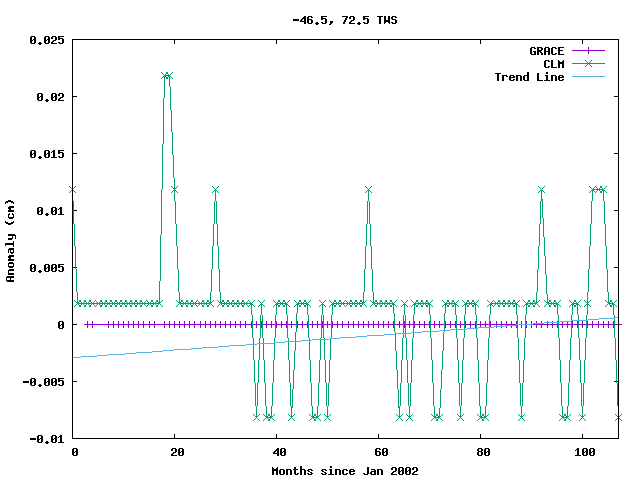 -46.5, 72.5 TWS
GRACE
CLM
Trend Line
0.025
0.02
0.015
0.01
0.005
0
-0.005
-0.01
Anomaly (cm)
0 20 40 60 80 100
Months since Jan 2002